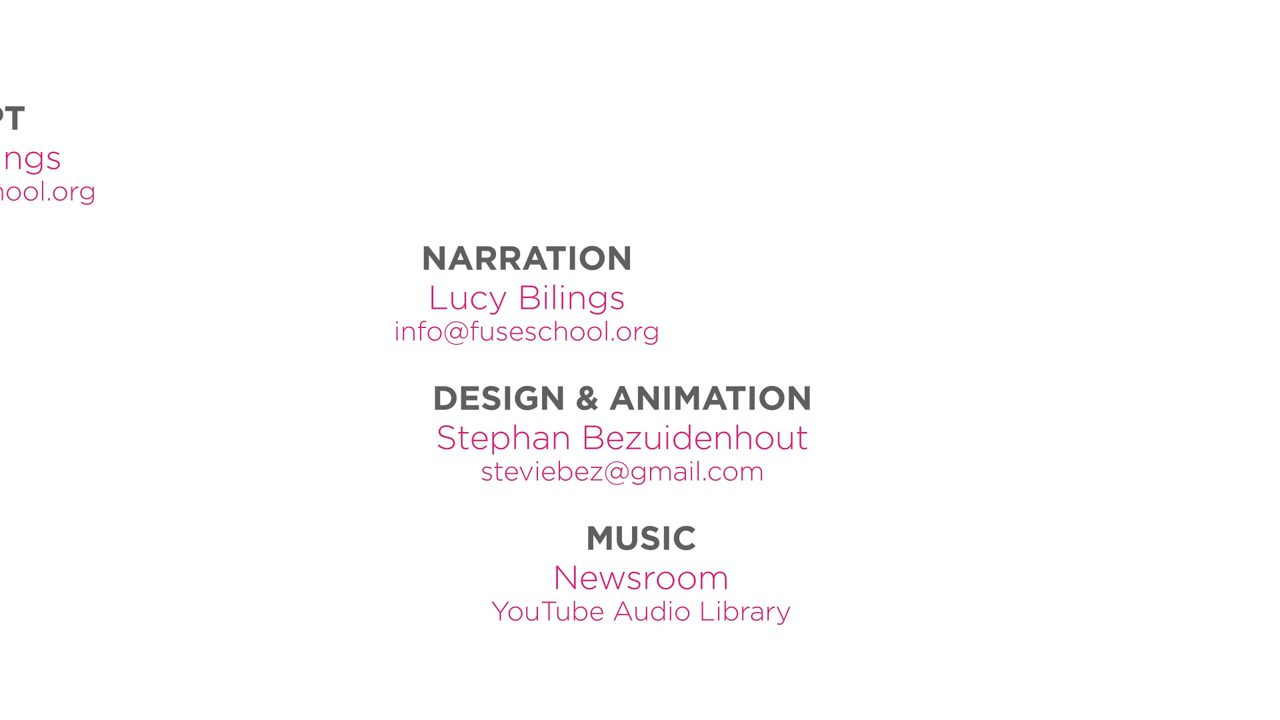 PT
ings
hool.org
NARRATION
Lucy Bilings
info@fuseschool.org
DESIGN & ANIMATION
Stephan Bezuidenhout
steviebez@gmail.com
MUSIC
Newsroom
YouTube Audio Library